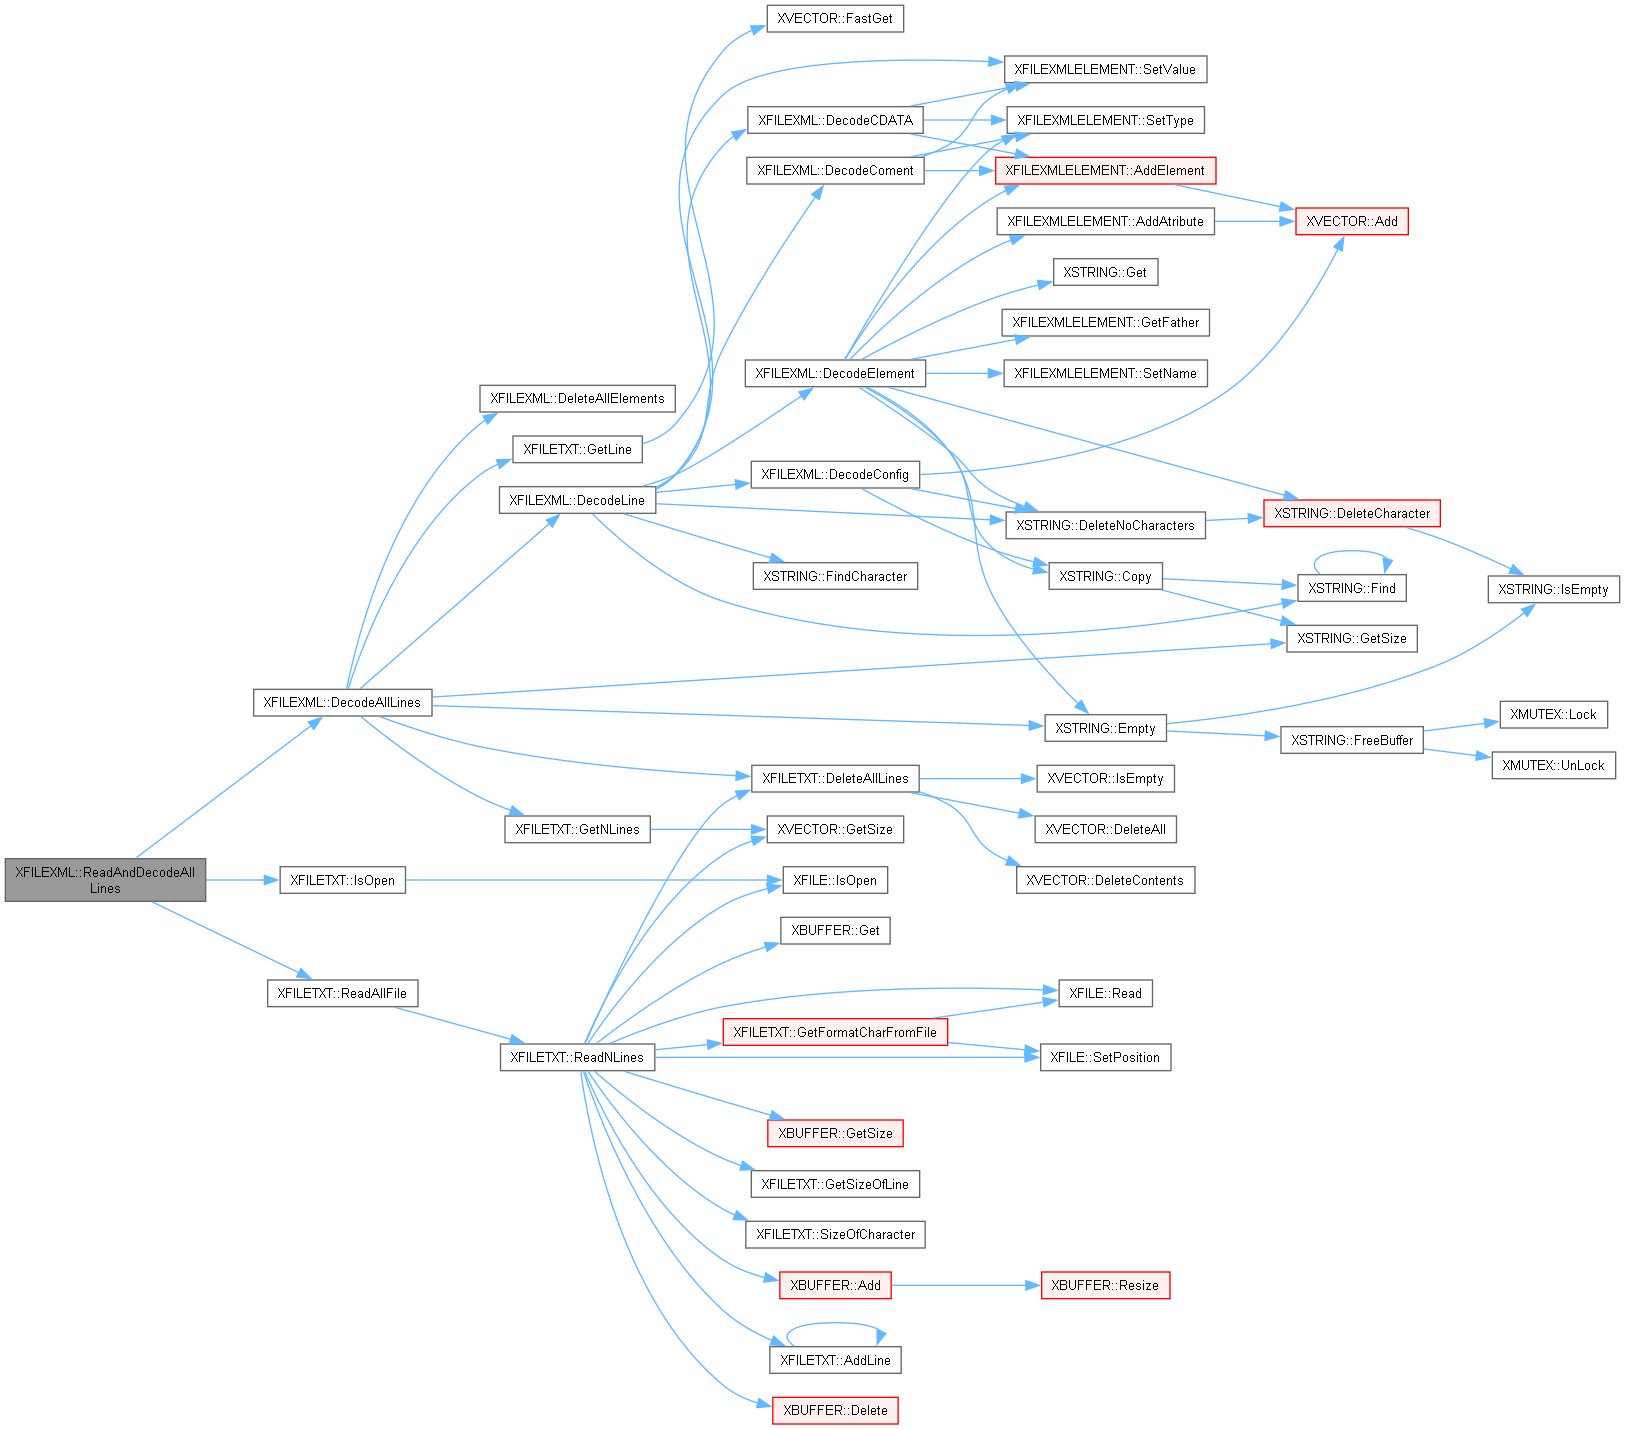 XVECTOR::FastGet
XFILEXMLELEMENT::SetValue
XFILEXML::DecodeCDATA
XFILEXMLELEMENT::SetType
XFILEXML::DecodeComent
XFILEXMLELEMENT::AddElement
XFILEXMLELEMENT::AddAtribute
XVECTOR::Add
XSTRING::Get
XFILEXMLELEMENT::GetFather
XFILEXML::DecodeElement
XFILEXMLELEMENT::SetName
XFILEXML::DeleteAllElements
XFILETXT::GetLine
XFILEXML::DecodeConfig
XFILEXML::DecodeLine
XSTRING::DeleteCharacter
XSTRING::DeleteNoCharacters
XSTRING::FindCharacter
XSTRING::Copy
XSTRING::Find
XSTRING::IsEmpty
XSTRING::GetSize
XFILEXML::DecodeAllLines
XMUTEX::Lock
XSTRING::Empty
XSTRING::FreeBuffer
XMUTEX::UnLock
XFILETXT::DeleteAllLines
XVECTOR::IsEmpty
XFILETXT::GetNLines
XVECTOR::GetSize
XVECTOR::DeleteAll
XFILEXML::ReadAndDecodeAll
Lines
XFILETXT::IsOpen
XFILE::IsOpen
XVECTOR::DeleteContents
XBUFFER::Get
XFILETXT::ReadAllFile
XFILE::Read
XFILETXT::GetFormatCharFromFile
XFILETXT::ReadNLines
XFILE::SetPosition
XBUFFER::GetSize
XFILETXT::GetSizeOfLine
XFILETXT::SizeOfCharacter
XBUFFER::Add
XBUFFER::Resize
XFILETXT::AddLine
XBUFFER::Delete